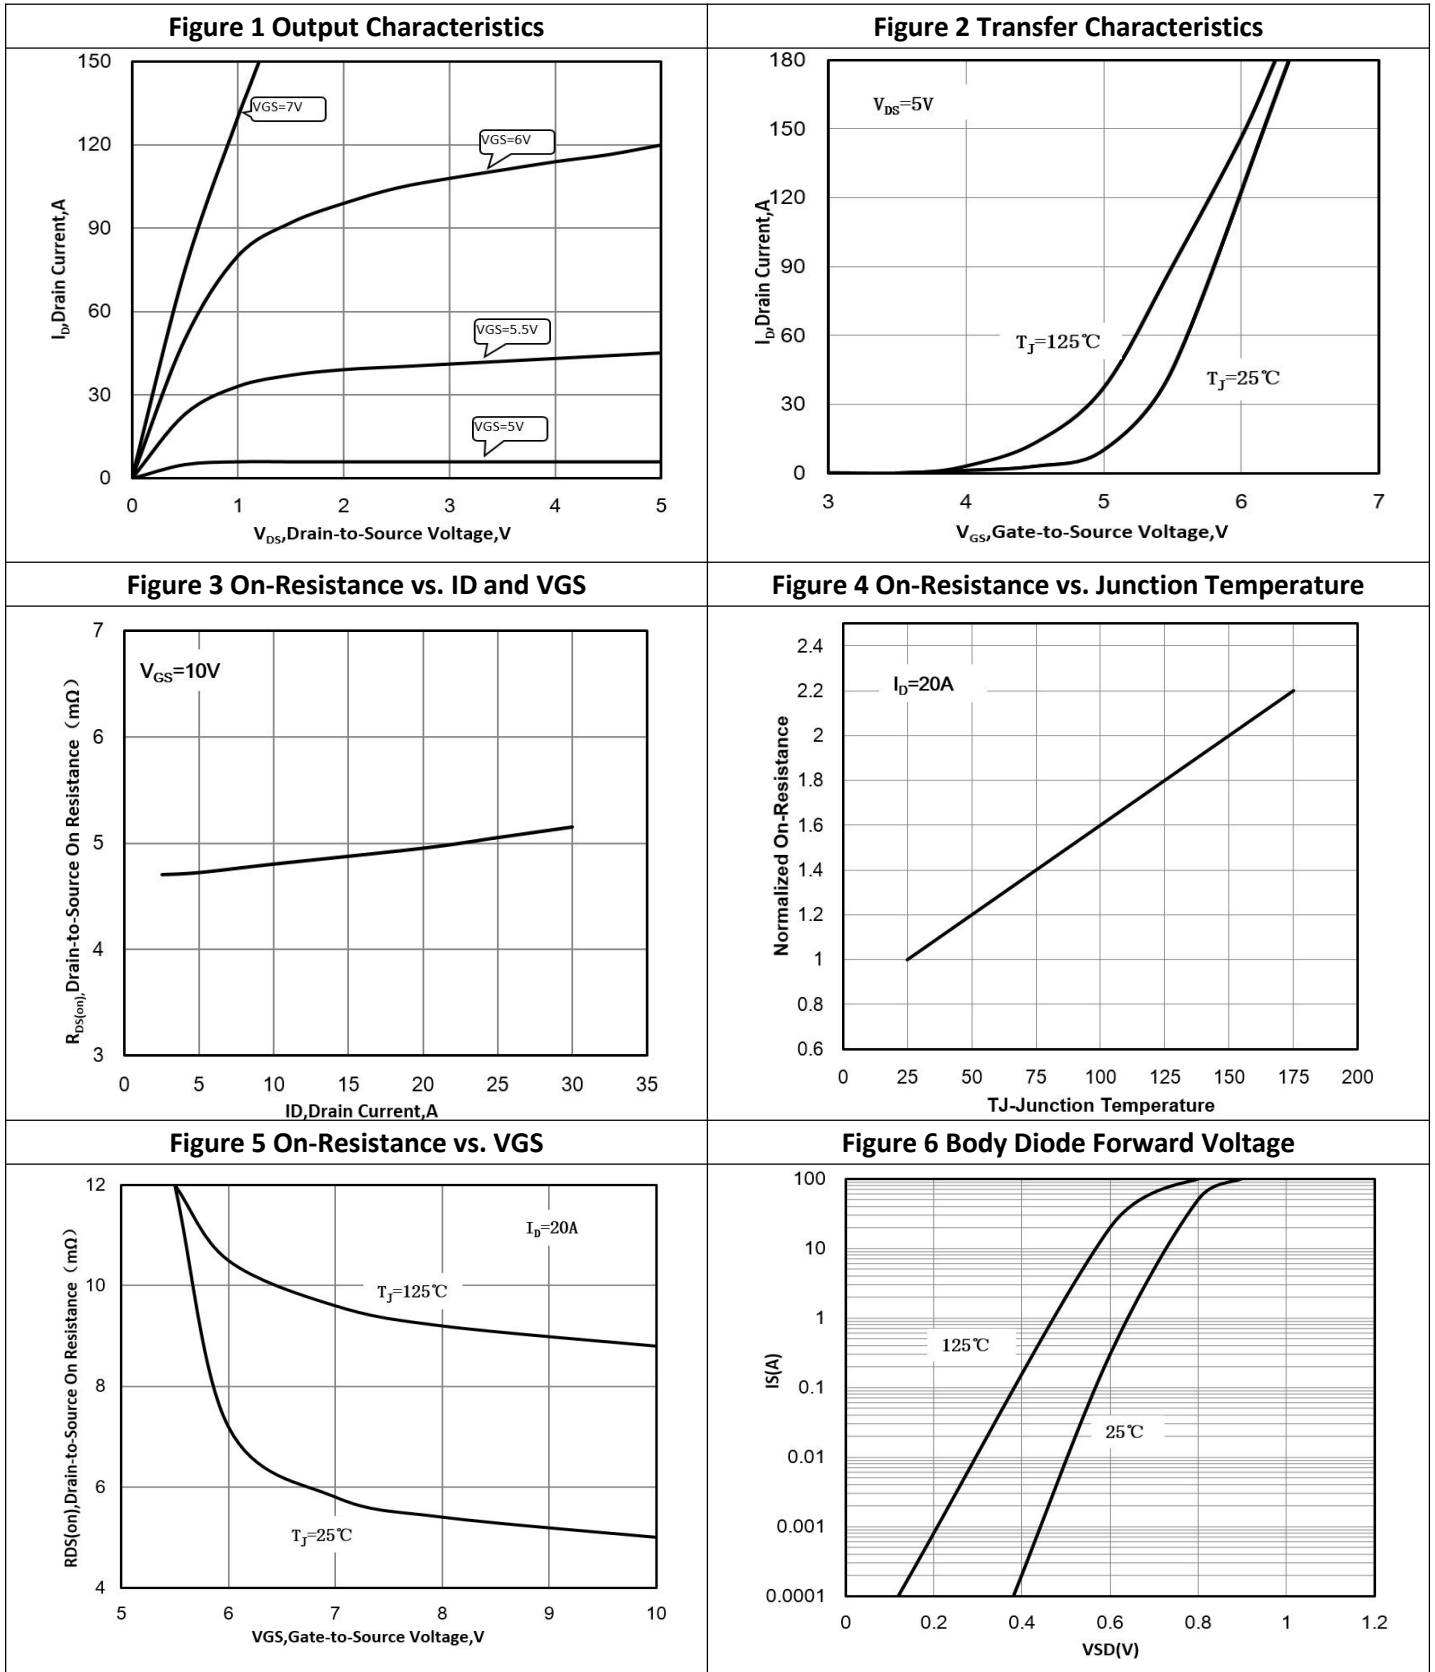 Figure 1 Output Characteristics
150
120
90
60
30
0
0 1 2 3 4 5
VGS=7V
VGS=6V
VGS=5.5V
VGS=5V
ID,Drain Current,A
VDS,Drain-to-Source Voltage,V
Figure 2 Transfer Characteristics
180
150
120
90
60
30
0
3 4 5 6 7
VDS=5V
TJ=125℃
TJ=25℃
ID,Drain Current,A
VGS,Gate-to-Source Voltage,V
Figure 3 On-Resistance vs. ID and VGS
7
6
5
4
3
0 5 10 15 20 25 30 35
VGS=10V
RDS(on),Drain-to-Source On Resistance（mΩ）
ID,Drain Current,A
Figure 4 On-Resistance vs. Junction Temperature
2.4
2.2
2
1.8
1.6
1.4
1.2
1
0.8
0.6
0 25 50 75 100 125 150 175 200
ID=20A
Normalized On-Resistance
TJ-Junction Temperature
Figure 5 On-Resistance vs. VGS
12
10
8
6
4
5 6 7 8 9 10
ID=20A
TJ=125℃
TJ=25℃
RDS(on),Drain-to-Source On Resistance（mΩ）
VGS,Gate-to-Source Voltage,V
Figure 6 Body Diode Forward Voltage
100
10
1
0.1
0.01
0.001
0.0001
0 0.2 0.4 0.6 0.8 1 1.2
125℃
25℃
IS(A)
VSD(V)